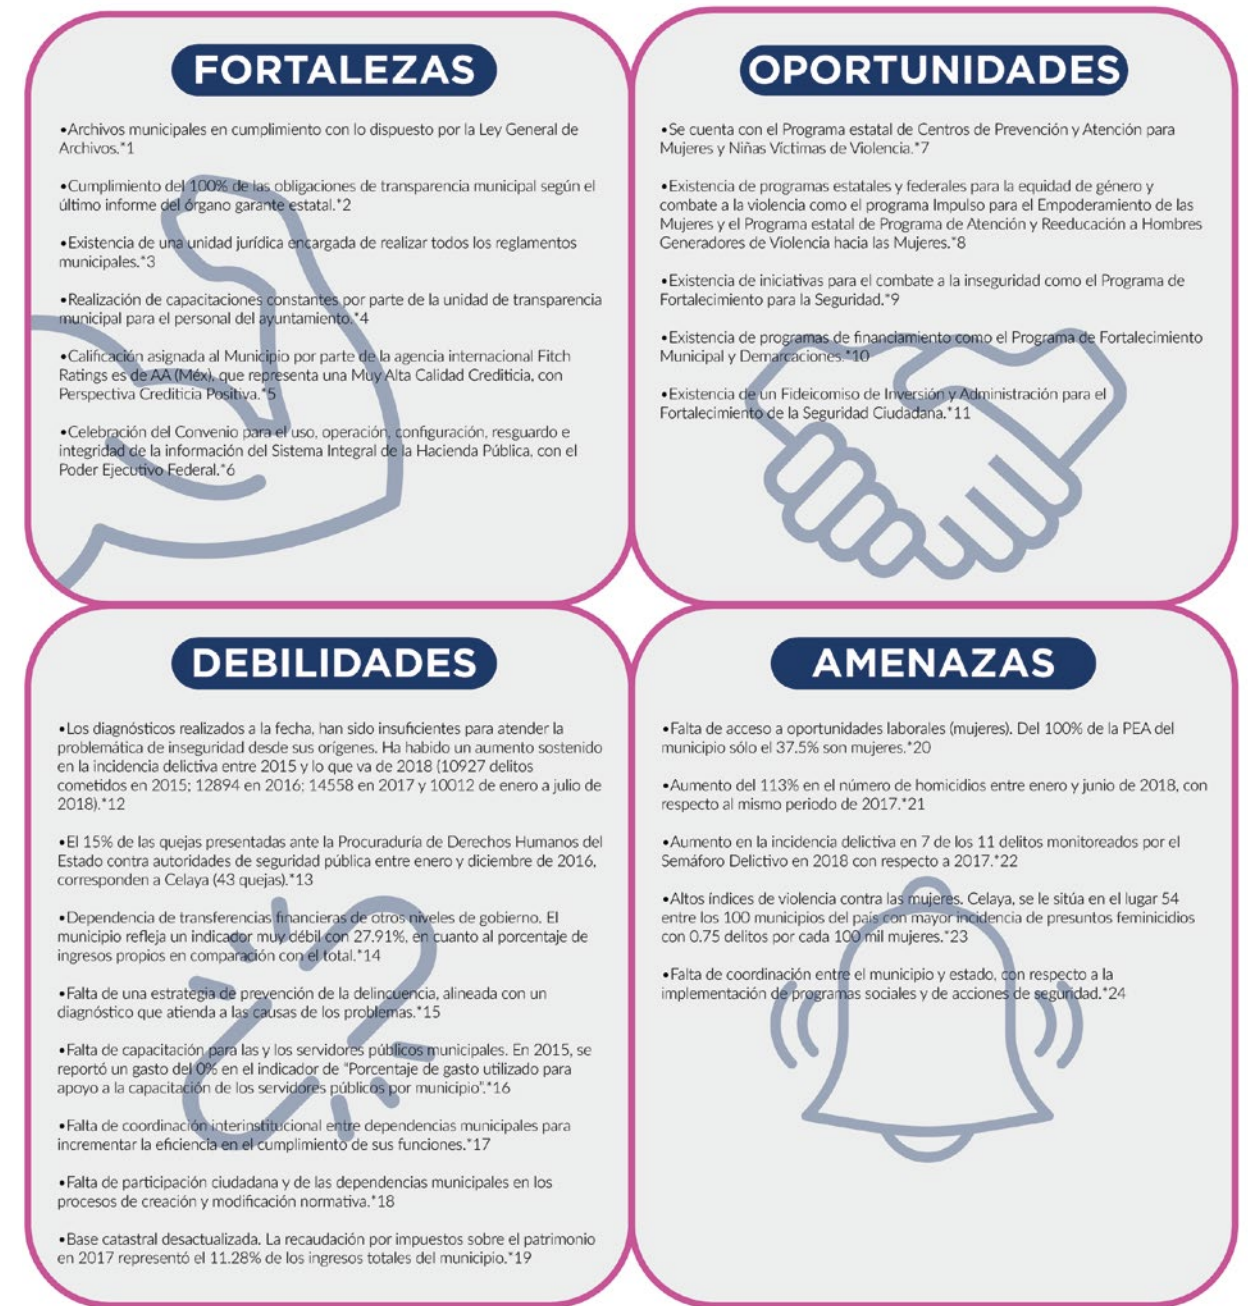 FORTALEZAS
•Archivos municipales en cumplimiento con lo dispuesto por la Ley General de
Archivos.*1
•Cumplimiento del 100% de las obligaciones de transparencia municipal según el
último informe del órgano garante estatal.*2
•Existencia de una unidad jurídica encargada de realizar todos los reglamentos
municipales.*3
•Realización de capacitaciones constantes por parte de la unidad de transparencia
municipal para el personal del ayuntamiento.*4
•Calificación asignada al Municipio por parte de la agencia internacional Fitch
Ratings es de AA (Méx), que representa una Muy Alta Calidad Crediticia, con
Perspectiva Crediticia Positiva.*5
•Celebración del Convenio para el uso, operación, configuración, resguardo e
integridad de la información del Sistema Integral de la Hacienda Pública, con el
Poder Ejecutivo Federal.*6
OPORTUNIDADES
•Se cuenta con el Programa estatal de Centros de Prevención y Atención para
Mujeres y Niñas Víctimas de Violencia.*7
•Existencia de programas estatales y federales para la equidad de género y
combate a la violencia como el programa Impulso para el Empoderamiento de las
Mujeres y el Programa estatal de Programa de Atención y Reeducación a Hombres
Generadores de Violencia hacia las Mujeres.*8
•Existencia de iniciativas para el combate a la inseguridad como el Programa de
Fortalecimiento para la Seguridad.*9
•Existencia de programas de financiamiento como el Programa de Fortalecimiento
Municipal y Demarcaciones.*10
•Existencia de un Fideicomiso de Inversión y Administración para el
Fortalecimiento de la Seguridad Ciudadana.*11
DEBILIDADES
•Los diagnósticos realizados a la fecha, han sido insuficientes para atender la
problemática de inseguridad desde sus orígenes. Ha habido un aumento sostenido
en la incidencia delictiva entre 2015 y lo que va de 2018 (10927 delitos
cometidos en 2015; 12894 en 2016; 14558 en 2017 y 10012 de enero a julio de
2018).*12
•El 15% de las quejas presentadas ante la Procuraduría de Derechos Humanos del
Estado contra autoridades de seguridad pública entre enero y diciembre de 2016,
corresponden a Celaya (43 quejas).*13
•Dependencia de transferencias financieras de otros niveles de gobierno. El
municipio refleja un indicador muy débil con 27.91%, en cuanto al porcentaje de
ingresos propios en comparación con el total.*14
•Falta de una estrategia de prevención de la delincuencia, alineada con un
diagnóstico que atienda a las causas de los problemas.*15
•Falta de capacitación para las y los servidores públicos municipales. En 2015, se
reportó un gasto del 0% en el indicador de "Porcentaje de gasto utilizado para
apoyo a la capacitación de los servidores públicos por municipio".*16
•Falta de coordinación interinstitucional entre dependencias municipales para
incrementar la eficiencia en el cumplimiento de sus funciones.*17
•Falta de participación ciudadana y de las dependencias municipales en los
procesos de creación y modificación normativa.*18
•Base catastral desactualizada. La recaudación por impuestos sobre el patrimonio
en 2017 representó el 11.28% de los ingresos totales del municipio.*19
AMENAZAS
•Falta de acceso a oportunidades laborales (mujeres). Del 100% de la PEA del
municipio sólo el 37.5% son mujeres.*20
•Aumento del 113% en el número de homicidios entre enero y junio de 2018, con
respecto al mismo periodo de 2017.*21
•Aumento en la incidencia delictiva en 7 de los 11 delitos monitoreados por el
Semáforo Delictivo en 2018 con respecto a 2017.*22
•Altos índices de violencia contra las mujeres. Celaya, se le sitúa en el lugar 54
entre los 100 municipios del país con mayor incidencia de presuntos feminicidios
con 0.75 delitos por cada 100 mil mujeres.*23
•Falta de coordinación entre el municipio y estado, con respecto a la
implementación de programas sociales y de acciones de seguridad.*24